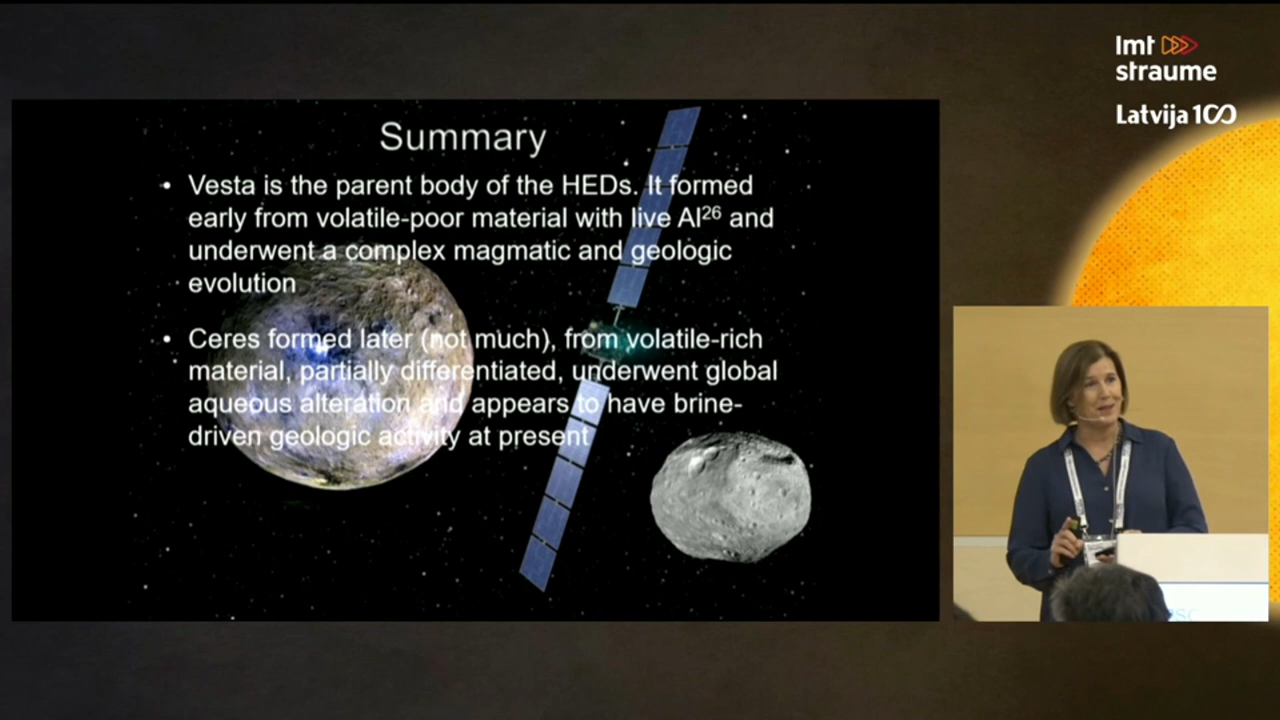 lmt
straume
Latvija 100
Summary
• Vesta is the parent body of the HEDs. It formed
early from volatile-poor material with live Al²⁶ and
underwent a complex magmatic and geologic
evolution
• Ceres formed later (not much), from volatile-rich
material, partially differentiated, underwent global
aqueous alteration and appears to have brine-
driven geologic activity at present